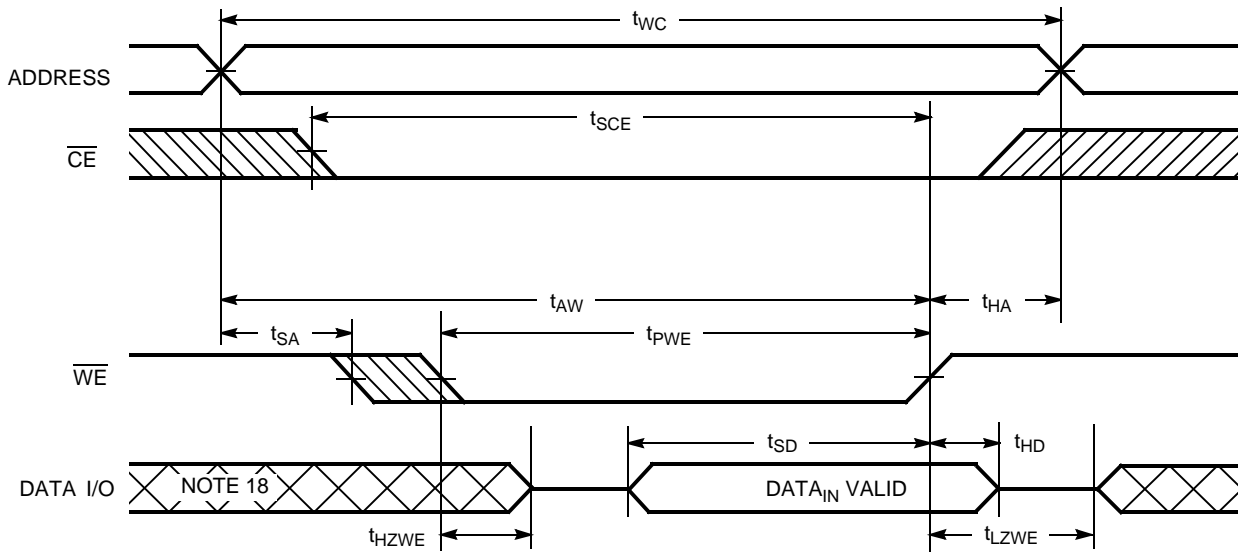 tWC
ADDRESS
tSCE
CE
tAW
tHA
tSA
tPWE
WE
tSD
tHD
DATA I/O
NOTE 18
DATAIN VALID
tHZWE
tLZWE